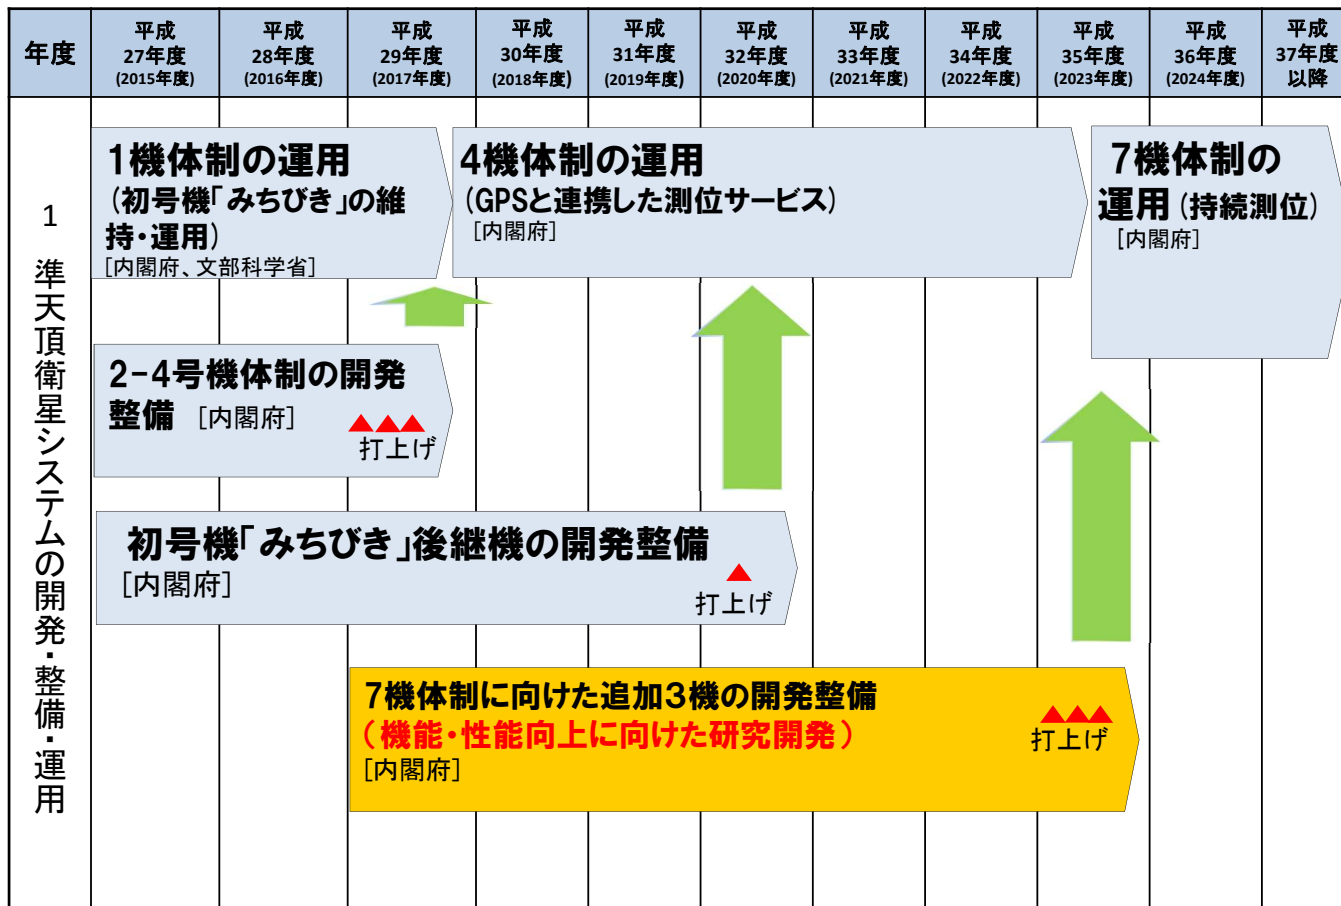 年度
平成
27年度
(2015年度)
平成
28年度
(2016年度)
平成
29年度
(2017年度)
平成
30年度
(2018年度)
平成
31年度
(2019年度)
平成
32年度
(2020年度)
平成
33年度
(2021年度)
平成
34年度
(2022年度)
平成
35年度
(2023年度)
平成
36年度
(2024年度)
平成
37年度
以降
1 準天頂衛星システムの開発・整備・運用
1機体制の運用
(初号機「みちびき」の維
持・運用)
[内閣府、文部科学省]
4機体制の運用
(GPSと連携した測位サービス)
[内閣府]
7機体制の
運用(持続測位)
[内閣府]
2-4号機体制の開発
整備 [内閣府]
打上げ
初号機「みちびき」後継機の開発整備
[内閣府]
打上げ
7機体制に向けた追加3機の開発整備
(機能・性能向上に向けた研究開発)
[内閣府]
打上げ